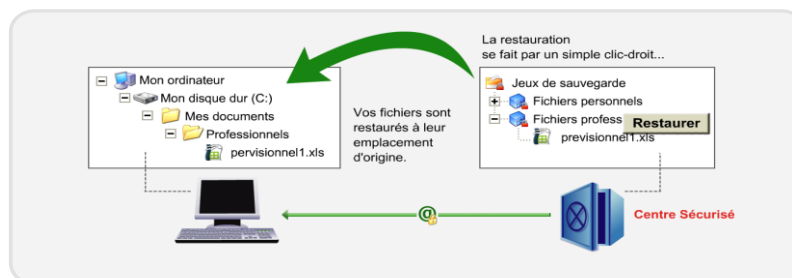 La restauration
se fait par un simple clic-droit...
Mon ordinateur
Mon disque dur (C:)
Mes documents
Professionnels
pervisionnel1.xls
Vos fichiers sont
restaurés à leur
emplacement
d'origine.
Jeux de sauvegarde
Fichiers personnels
Fichiers profess
Restaurer
previsionnel1.xls
@
Centre Sécurisé